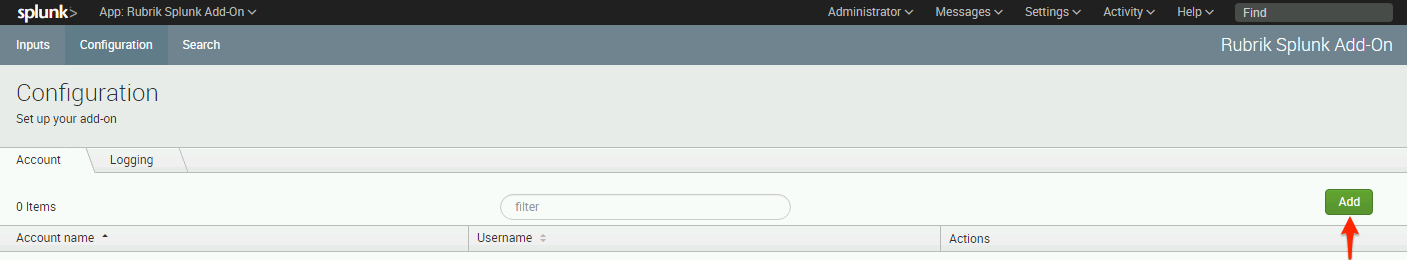 splunk> App: Rubrik Splunk Add-On Administrator Messages Settings Activity Help Find
Inputs Configuration Search Rubrik Splunk Add-On
Configuration
Set up your add-on
Account Logging
0 Items filter Add
Account name Username Actions